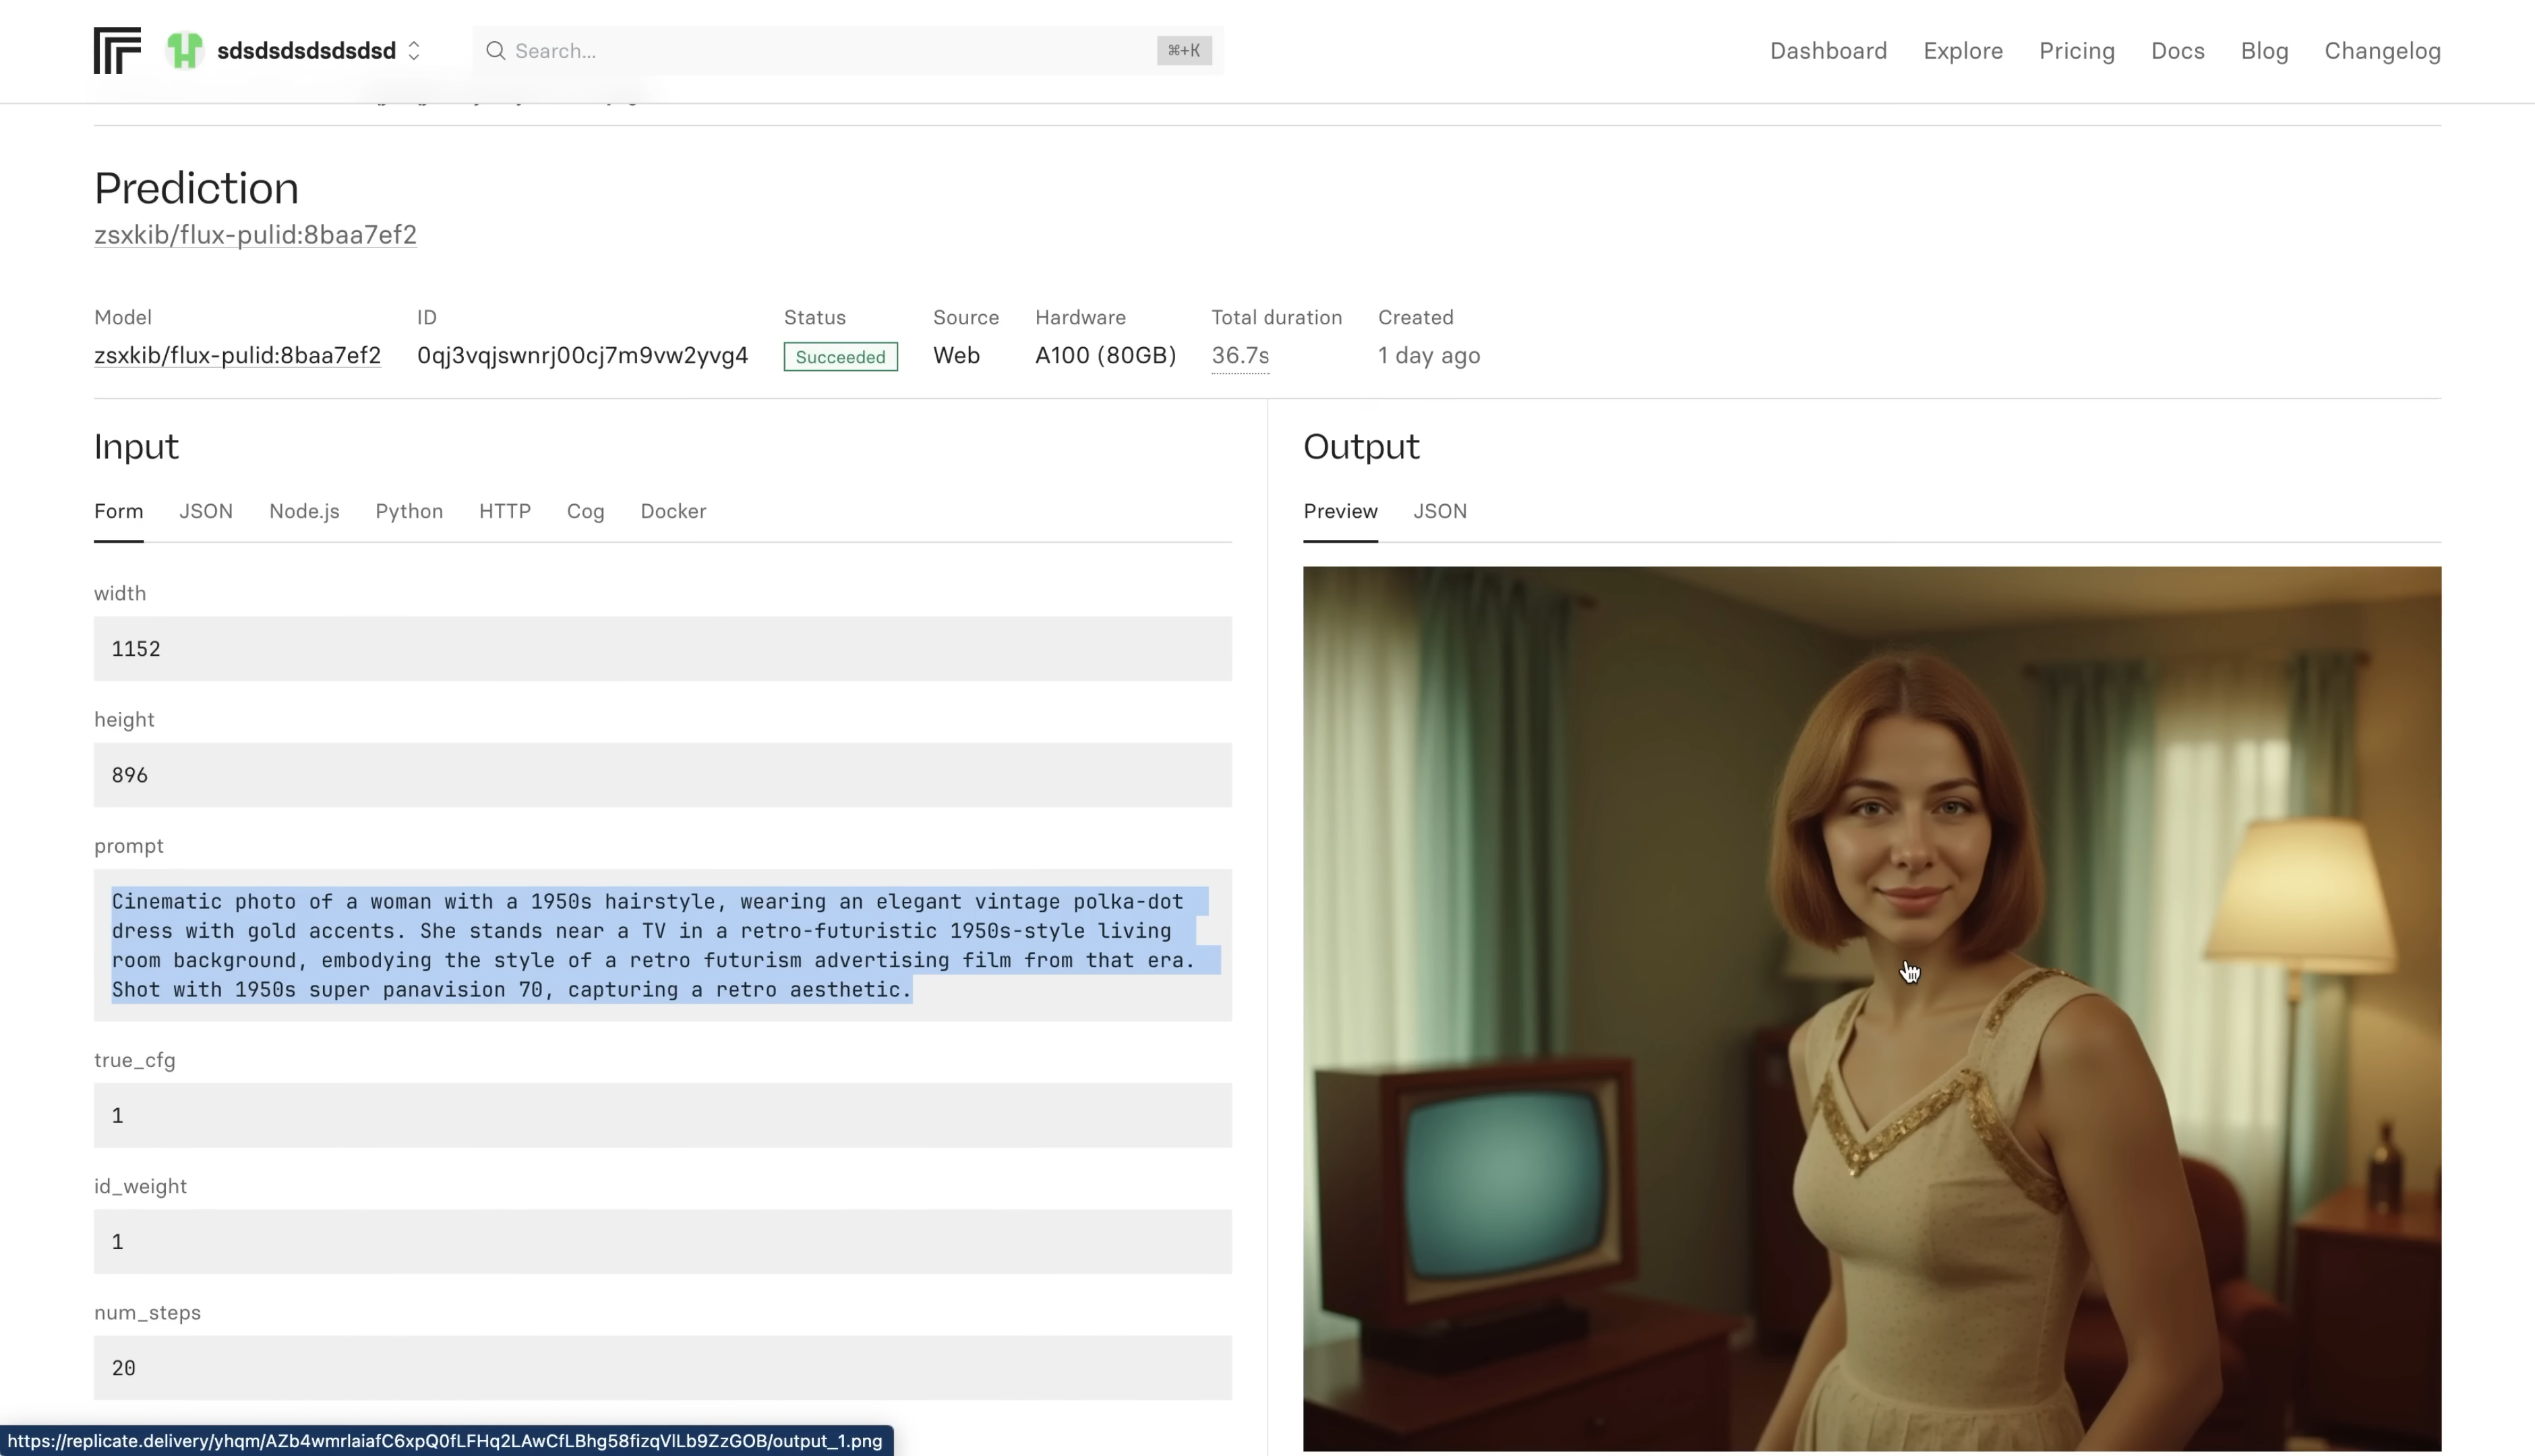 sdsdsdsdsdsdsd
Search...
⌘+K
Dashboard
Explore
Pricing
Docs
Blog
Changelog
Prediction
zsxkib/flux-pulid:8baa7ef2
Model
zsxkib/flux-pulid:8baa7ef2
ID
0qj3vqjswnrj00cj7m9vw2yvg4
Status
Succeeded
Source
Web
Hardware
A100 (80GB)
Total duration
36.7s
Created
1 day ago
Input
Form
JSON
Node.js
Python
HTTP
Cog
Docker
width
1152
height
896
prompt
Cinematic photo of a woman with a 1950s hairstyle, wearing an elegant vintage polka-dot
dress with gold accents. She stands near a TV in a retro-futuristic 1950s-style living
room background, embodying the style of a retro futurism advertising film from that era.
Shot with 1950s super panavision 70, capturing a retro aesthetic.
true_cfg
1
id_weight
1
num_steps
20
Output
Preview
JSON
https://replicate.delivery/yhqm/AZb4wmrlaiafC6xpQ0fLFHq2LAwCfLBhg58fizqVlLb9ZzGOB/output_1.png